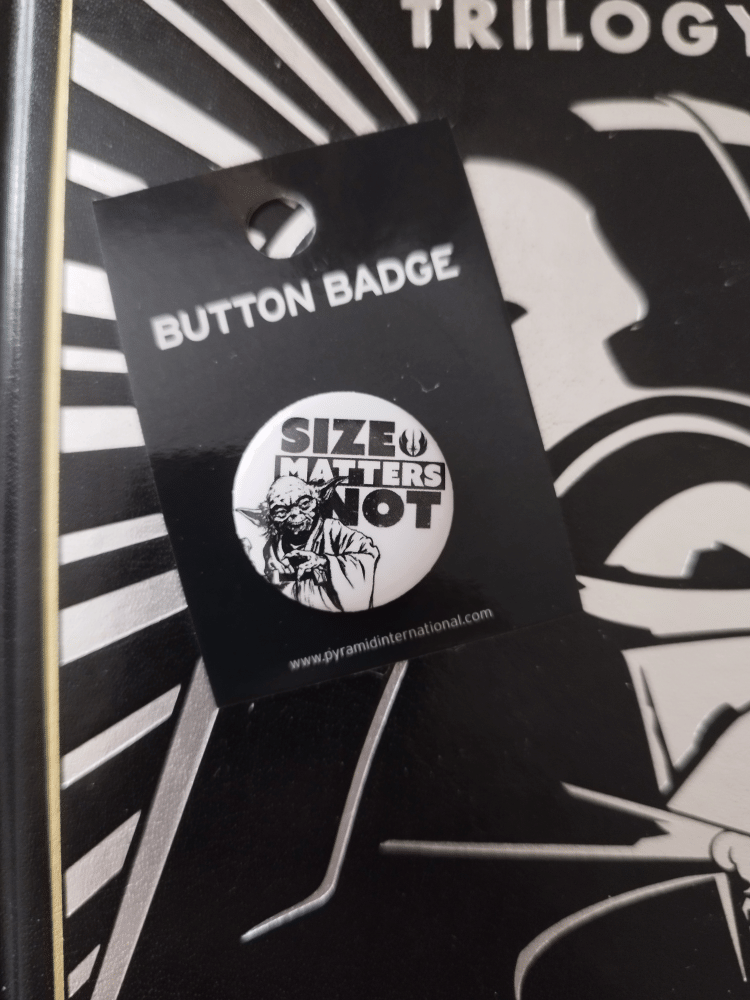 TRILOGY
BUTTON BADGE
SIZE
MATTERS
NOT
www.pyramidinternational.com